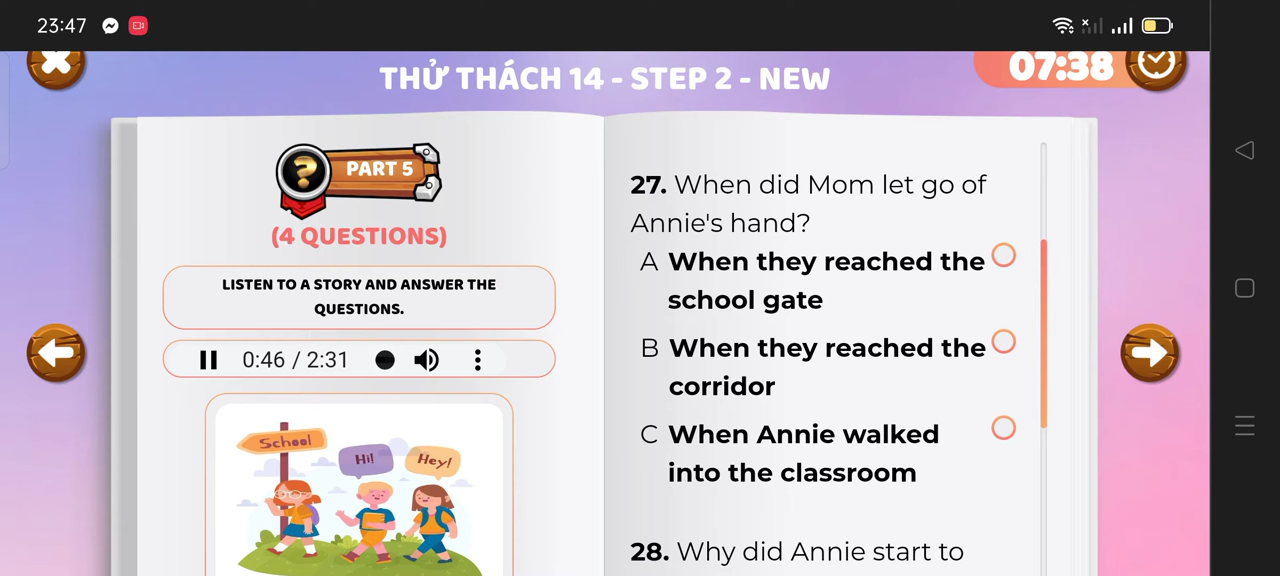 23:47
THỬ THÁCH 14 - STEP 2 - NEW
07:38
PART 5
(4 QUESTIONS)
LISTEN TO A STORY AND ANSWER THE
QUESTIONS.
0:46 / 2:31
School
Hi!
Hey!
27. When did Mom let go of
Annie's hand?
A When they reached the
school gate
B When they reached the
corridor
C When Annie walked
into the classroom
28. Why did Annie start to